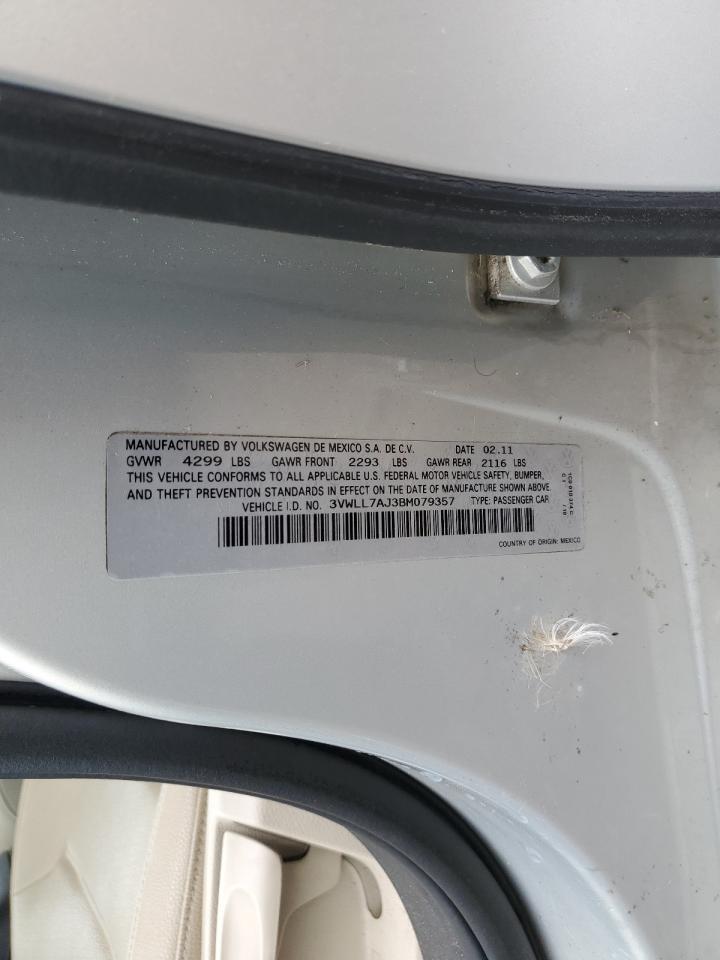 MANUFACTURED BY VOLKSWAGEN DE MEXICO S.A. DE C.V. DATE 02.11
GVWR 4299 LBS GAWR FRONT 2293 LBS GAWR REAR 2116 LBS
THIS VEHICLE CONFORMS TO ALL APPLICABLE U.S. FEDERAL MOTOR VEHICLE SAFETY, BUMPER,
AND THEFT PREVENTION STANDARDS IN EFFECT ON THE DATE OF MANUFACTURE SHOWN ABOVE.
VEHICLE I.D. NO. 3VWLL7AJ3BM079357 TYPE: PASSENGER CAR
COUNTRY OF ORIGIN: MEXICO